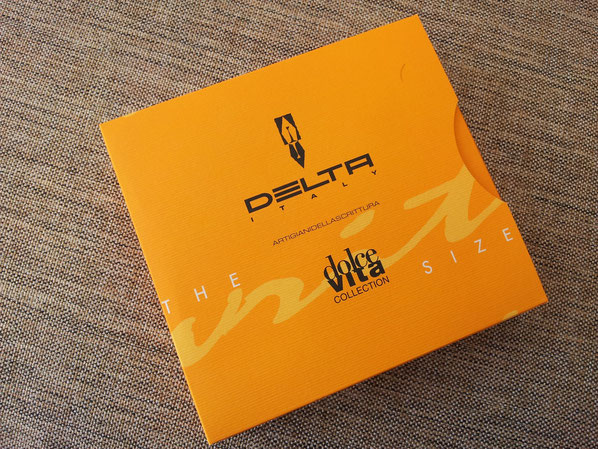 DELTA
ITALY
ARTIGIANIDELLASCRITTURA
dolce
vita
COLLECTION
THE SIZE